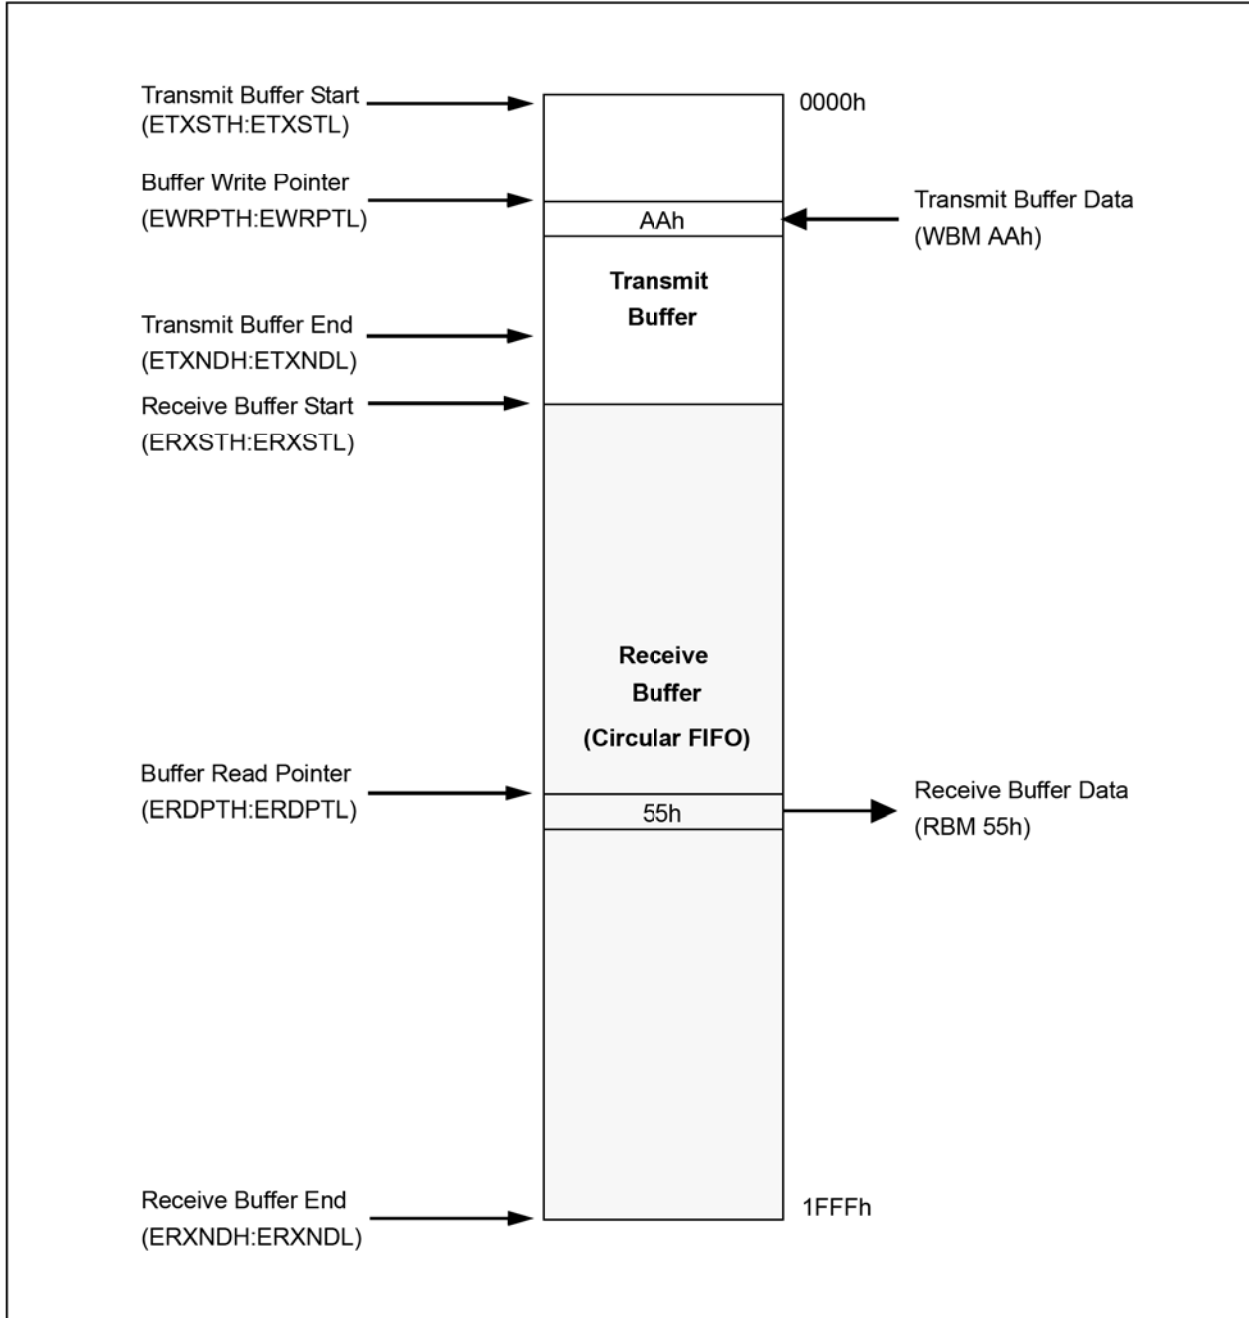 Transmit Buffer Start
(ETXSTH:ETXSTL)
0000h
Buffer Write Pointer
(EWRPTH:EWRPTL)
AAh
Transmit Buffer Data
(WBM AAh)
Transmit
Buffer
Transmit Buffer End
(ETXNDH:ETXNDL)
Receive Buffer Start
(ERXSTH:ERXSTL)
Receive
Buffer
(Circular FIFO)
Buffer Read Pointer
(ERDPTH:ERDPTL)
55h
Receive Buffer Data
(RBM 55h)
Receive Buffer End
(ERXNDH:ERXNDL)
1FFFh